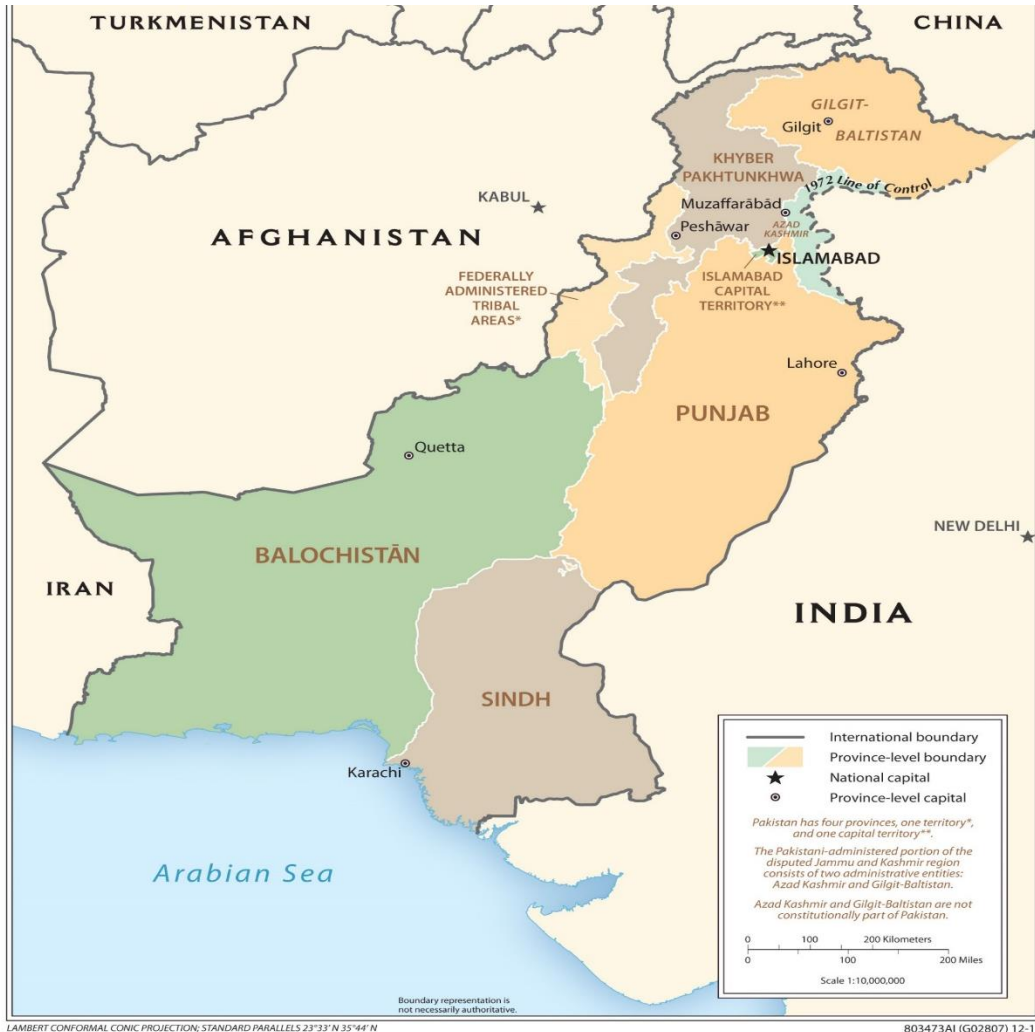 TURKMENISTAN
CHINA
GILGIT-
BALTISTAN
Gilgit
KHYBER
PAKHTUNKHWA
1972 Line of Control
KABUL
Muzaffarābād
AZAD
KASHMIR
Peshāwar
AFGHANISTAN
ISLAMABAD
FEDERALLY
ADMINISTERED
TRIBAL
AREAS*
ISLAMABAD
CAPITAL
TERRITORY**
Lahore
PUNJAB
Quetta
NEW DELHI
BALOCHISTĀN
IRAN
INDIA
SINDH
Karachi
Arabian Sea
International boundary
Province-level boundary
National capital
Province-level capital
Pakistan has four provinces, one territory*,
and one capital territory**.
The Pakistani-administered portion of the
disputed Jammu and Kashmir region
consists of two administrative entities:
Azad Kashmir and Gilgit-Baltistan.
Azad Kashmir and Gilgit-Baltistan are not
constitutionally part of Pakistan.
0 100 200 Kilometers
0 100 200 Miles
Scale 1:10,000,000
Boundary representation is
not necessarily authoritative.
LAMBERT CONFORMAL CONIC PROJECTION; STANDARD PARALLELS 23°33' N 35°44' N
803473AI (G02807) 12-1